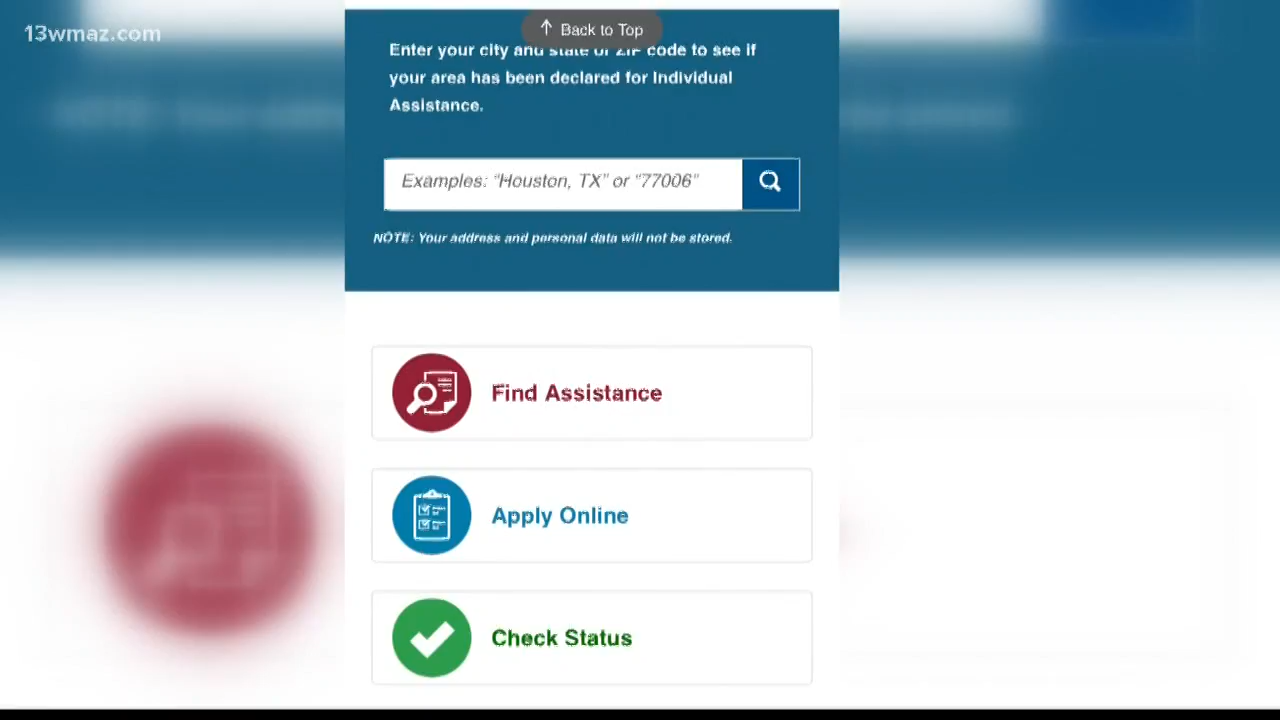 13wmaz.com
↑ Back to Top
Enter your city and state or ZIP code to see if
your area has been declared for Individual
Assistance.
Examples: “Houston, TX” or “77006”
NOTE: Your address and personal data will not be stored.
Find Assistance
Apply Online
Check Status